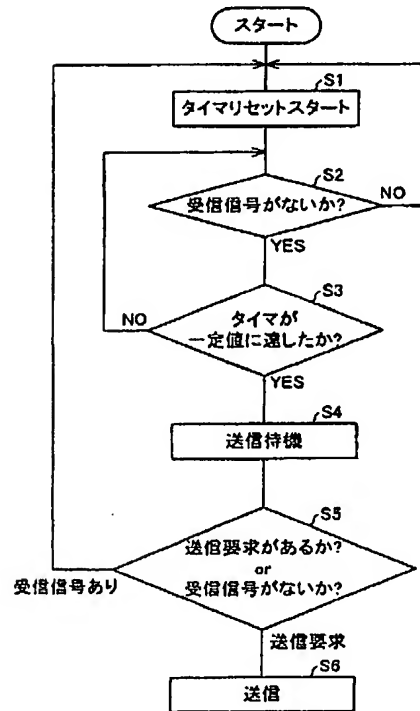 スタート
S1
タイマリセットスタート
S2
受信信号がないか?
NO
YES
S3
タイマが
一定値に達したか?
NO
YES
S4
送信待機
S5
送信要求があるか?
or
受信信号がないか?
受信信号あり
送信要求
S6
送信